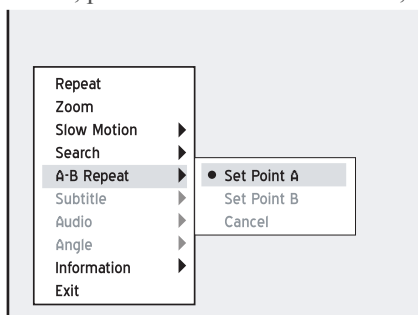 Repeat
Zoom
Slow Motion
Search
A-B Repeat
Subtitle
Audio
Angle
Information
Exit
Set Point A
Set Point B
Cancel